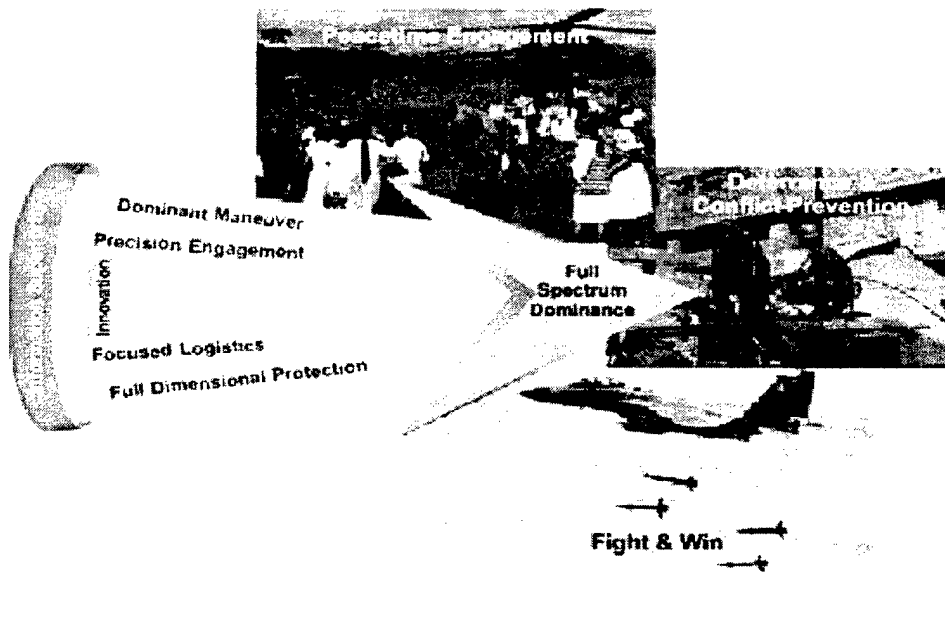 Peacetime Engagement
Conflict Prevention
Dominant Maneuver
Precision Engagement
Innovation
Full
Spectrum
Dominance
Focused Logistics
Full Dimensional Protection
Fight & Win